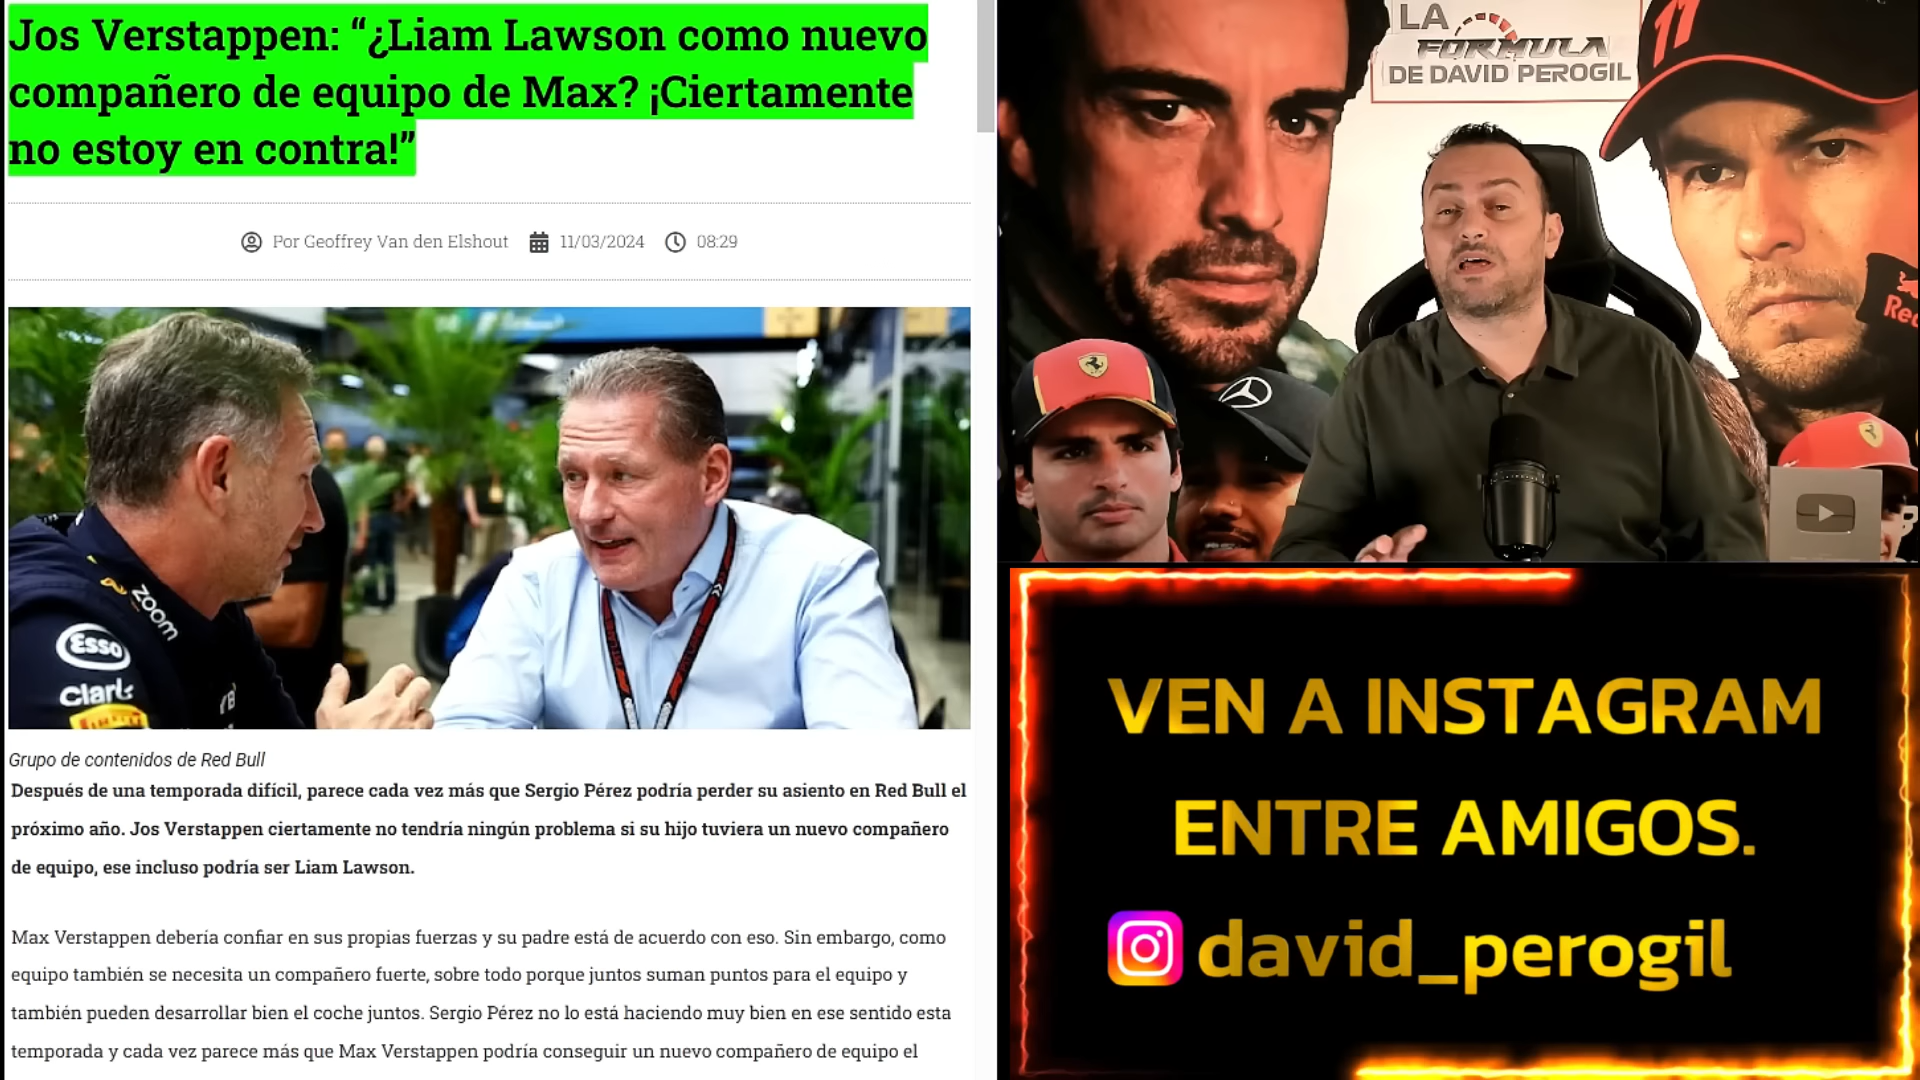 Jos Verstappen: “¿Liam Lawson como nuevo
compañero de equipo de Max? ¡Ciertamente
no estoy en contra!”
Por Geoffrey Van den Elshout 11/03/2024 08:29
zoom
Esso
Claro
PIRELLI
Grupo de contenidos de Red Bull
Después de una temporada difícil, parece cada vez más que Sergio Pérez podría perder su asiento en Red Bull el
próximo año. Jos Verstappen ciertamente no tendría ningún problema si su hijo tuviera un nuevo compañero
de equipo, ese incluso podría ser Liam Lawson.
Max Verstappen debería confiar en sus propias fuerzas y su padre está de acuerdo con eso. Sin embargo, como
equipo también se necesita un compañero fuerte, sobre todo porque juntos suman puntos para el equipo y
también pueden desarrollar bien el coche juntos. Sergio Pérez no lo está haciendo muy bien en ese sentido esta
temporada y cada vez parece más que Max Verstappen podría conseguir un nuevo compañero de equipo el
LA
FORMULA
DE DAVID PEROGIL
11
Red
VEN A INSTAGRAM
ENTRE AMIGOS.
david_perogil